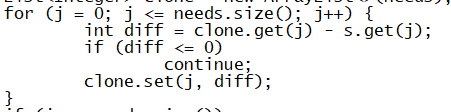 for (j = 0; j <= needs.size(); j++) {
int diff = clone.get(j) - s.get(j);
if (diff <= 0)
continue;
clone.set(j, diff);
}